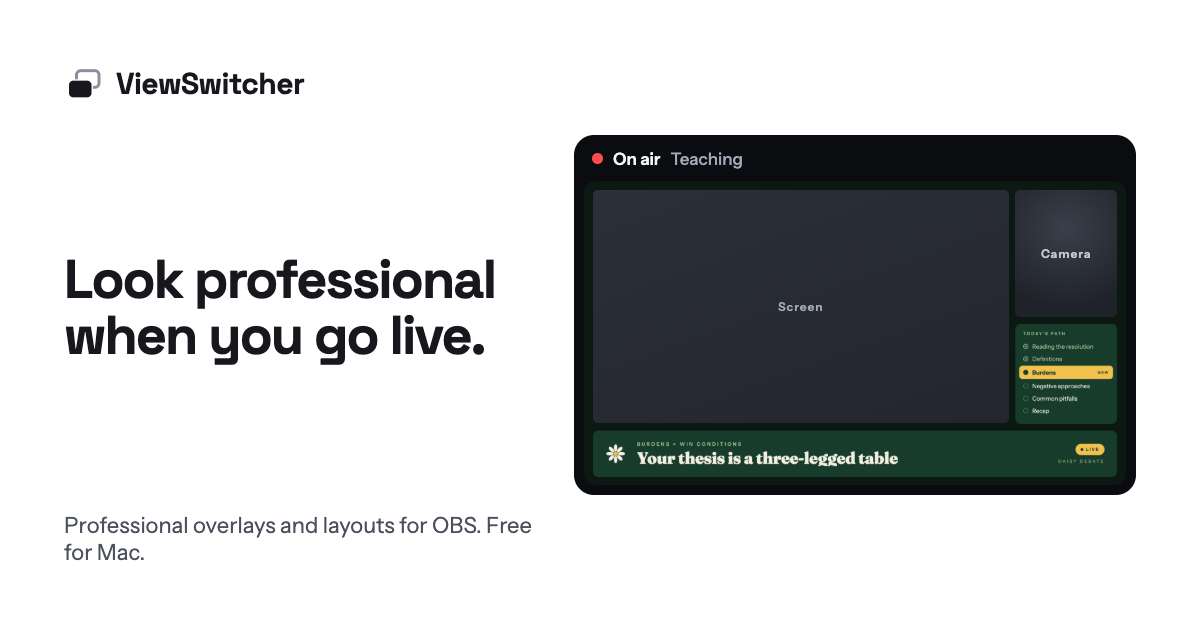 ViewSwitcher
Look professional
when you go live.
Professional overlays and layouts for OBS. Free
for Mac.
On air Teaching
Screen
Camera
TODAY'S PATH
Reading the resolution
Definitions
Burdens NOW
Negative approaches
Common pitfalls
Recap
BURDENS + WIN CONDITIONS
Your thesis is a three-legged table
LIVE
DAISY DEBATE